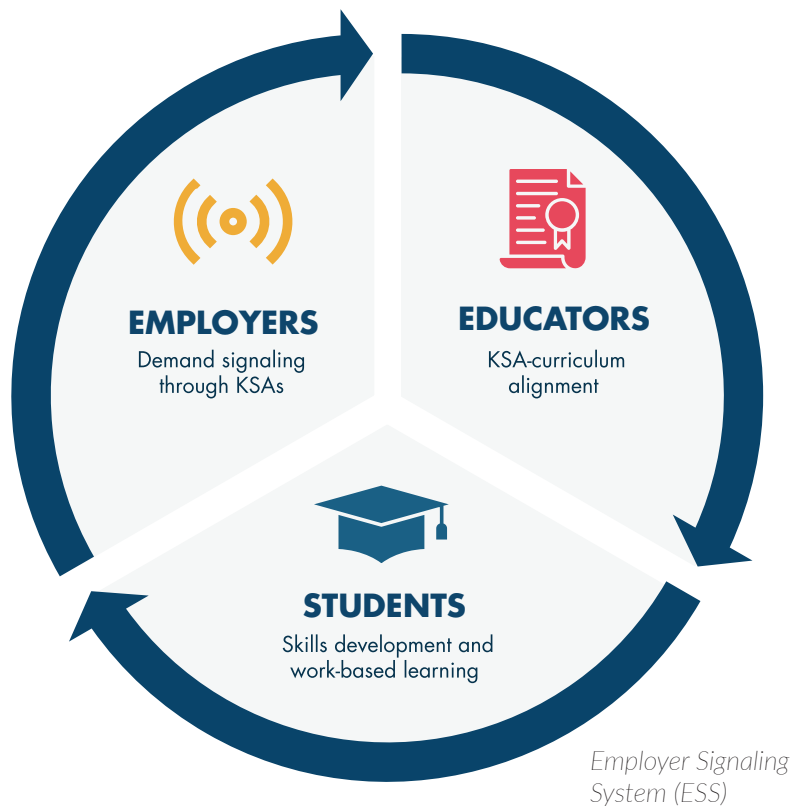 EMPLOYERS
Demand signaling
through KSAs
EDUCATORS
KSA-curriculum
alignment
STUDENTS
Skills development and
work-based learning
Employer Signaling
System (ESS)